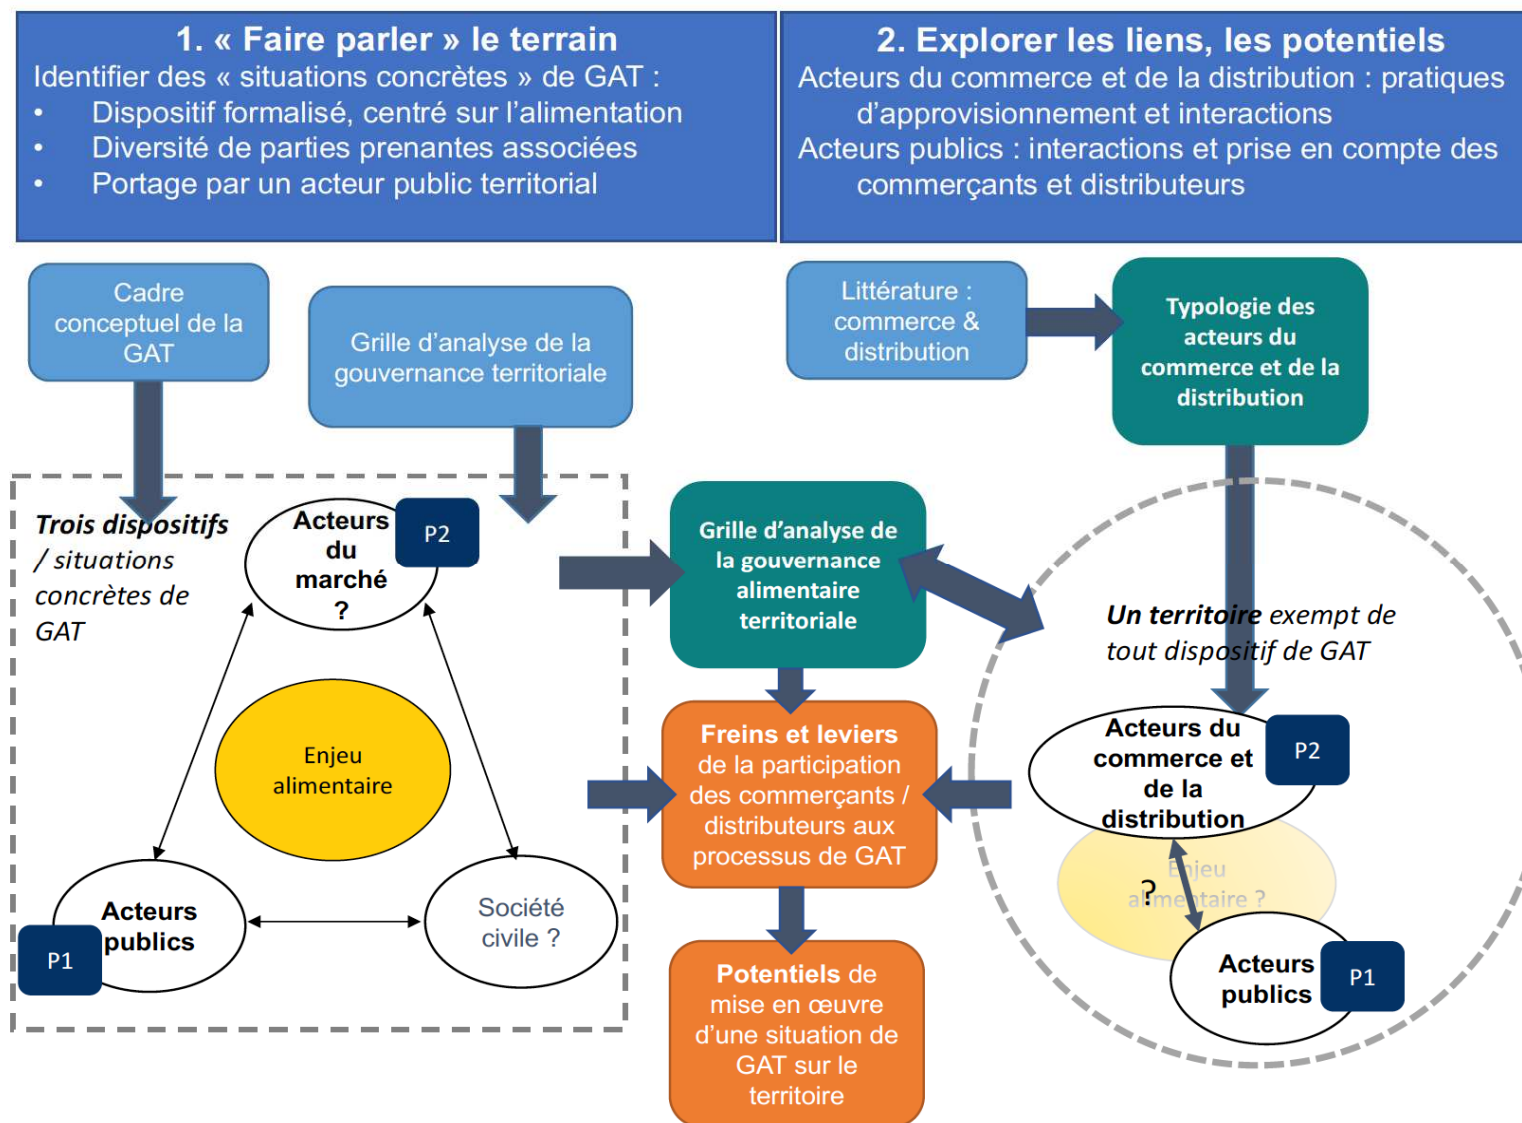 1. « Faire parler » le terrain
Identifier des « situations concrètes » de GAT :
• Dispositif formalisé, centré sur l’alimentation
• Diversité de parties prenantes associées
• Portage par un acteur public territorial
2. Explorer les liens, les potentiels
Acteurs du commerce et de la distribution : pratiques
d’approvisionnement et interactions
Acteurs publics : interactions et prise en compte des
commerçants et distributeurs
Cadre
conceptuel de la
GAT
Grille d’analyse de la
gouvernance territoriale
Littérature :
commerce &
distribution
Typologie des
acteurs du
commerce et de la
distribution
Trois dispositifs
/ situations
concrètes de
GAT
Acteurs
du
marché
?
P2
Enjeu
alimentaire
Acteurs
publics
P1
Société
civile ?
Grille d’analyse de
la gouvernance
alimentaire
territoriale
Freins et leviers
de la participation
des commerçants /
distributeurs aux
processus de GAT
Potentiels de
mise en œuvre
d’une situation de
GAT sur le
territoire
Un territoire exempt de
tout dispositif de GAT
Acteurs du
commerce et
de la
distribution
P2
Enjeu
alimentaire ?
?
Acteurs
publics
P1